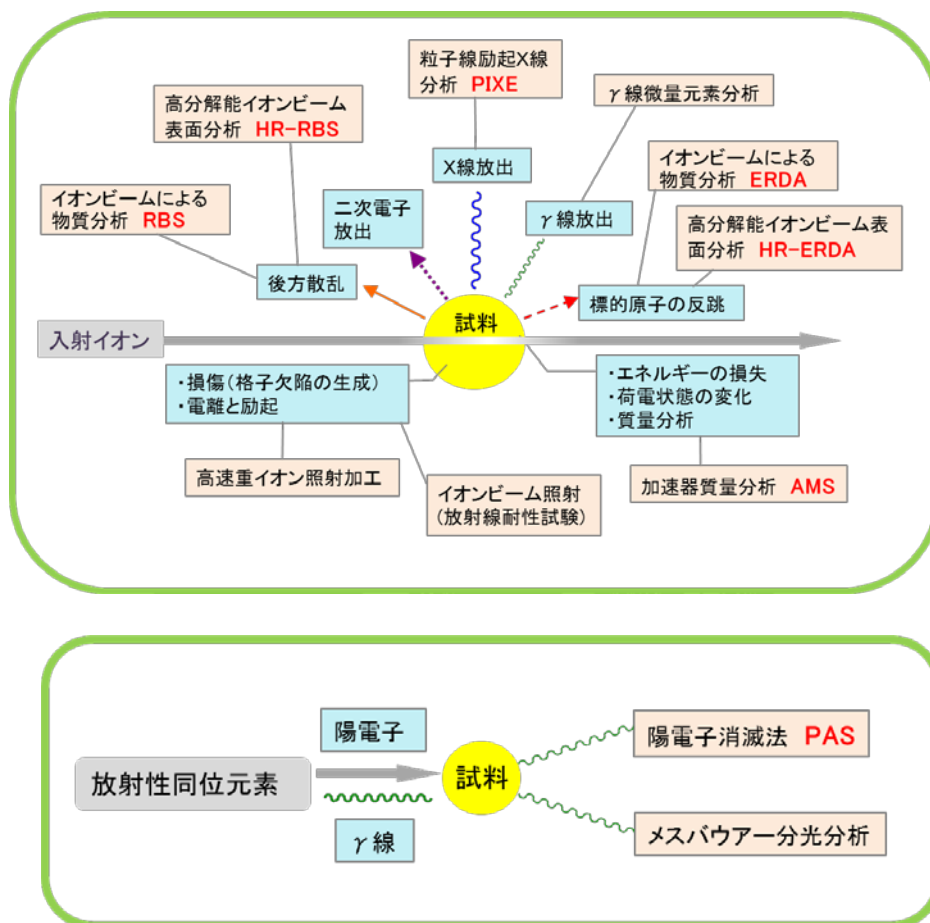 粒子線励起X線
分析 PIXE
γ線微量元素分析
高分解能イオンビーム
表面分析 HR-RBS
X線放出
イオンビームによる
物質分析 ERDA
イオンビームによる
物質分析 RBS
二次電子
放出
γ線放出
高分解能イオンビーム表
面分析 HR-ERDA
後方散乱
標的原子の反跳
試料
入射イオン
・損傷(格子欠陥の生成)
・電離と励起
・エネルギーの損失
・荷電状態の変化
・質量分析
高速重イオン照射加工
イオンビーム照射
(放射線耐性試験)
加速器質量分析 AMS
陽電子
陽電子消滅法 PAS
放射性同位元素
試料
γ線
メスバウアー分光分析